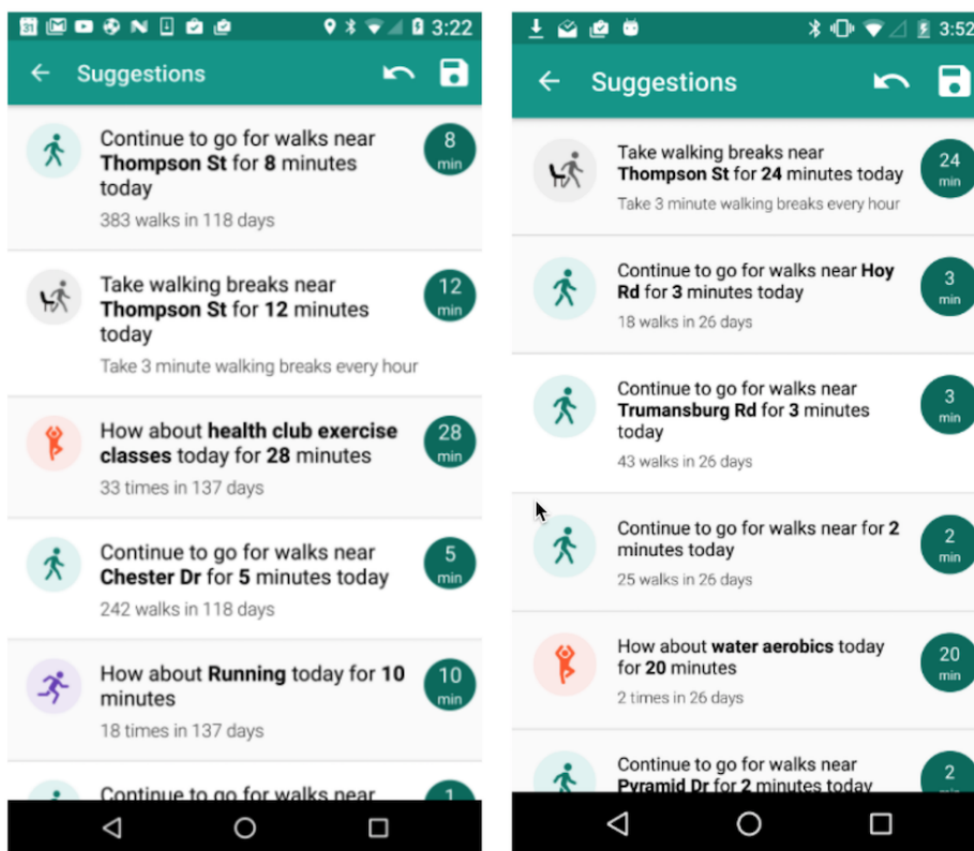 31
3:22
Suggestions
Continue to go for walks near
Thompson St for 8 minutes
today
383 walks in 118 days
8
min
Take walking breaks near
Thompson St for 12 minutes
today
Take 3 minute walking breaks every hour
12
min
How about health club exercise
classes today for 28 minutes
33 times in 137 days
28
min
Continue to go for walks near
Chester Dr for 5 minutes today
242 walks in 118 days
5
min
How about Running today for 10
minutes
18 times in 137 days
10
min
Continue to go for walks near
1
3:52
Suggestions
Take walking breaks near
Thompson St for 24 minutes today
Take 3 minute walking breaks every hour
24
min
Continue to go for walks near Hoy
Rd for 3 minutes today
18 walks in 26 days
3
min
Continue to go for walks near
Trumansburg Rd for 3 minutes
today
43 walks in 26 days
3
min
Continue to go for walks near for 2
minutes today
25 walks in 26 days
2
min
How about water aerobics today
for 20 minutes
2 times in 26 days
20
min
Continue to go for walks near
Pyramid Dr for 2 minutes today
2
min